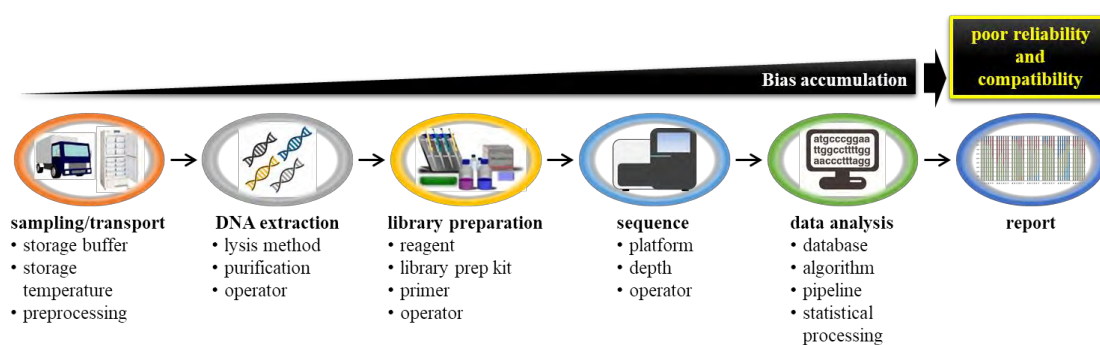 poor reliability
and
compatibility
Bias accumulation
atgcccggaa
ttggccttttgg
aaccctttagg
sampling/transport
• storage buffer
• storage
temperature
• preprocessing
DNA extraction
• lysis method
• purification
• operator
library preparation
• reagent
• library prep kit
• primer
• operator
sequence
• platform
• depth
• operator
data analysis
• database
• algorithm
• pipeline
• statistical
processing
report